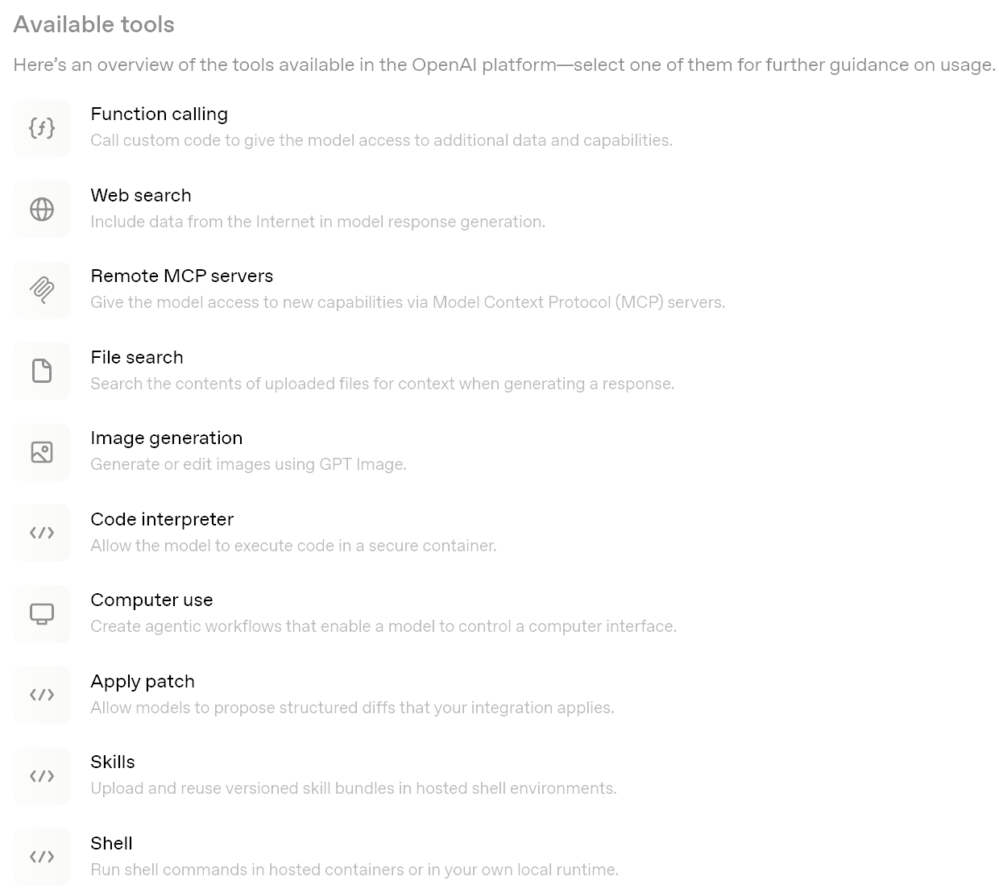 Available tools
Here’s an overview of the tools available in the OpenAI platform—select one of them for further guidance on usage.
Function calling
Call custom code to give the model access to additional data and capabilities.
Web search
Include data from the Internet in model response generation.
Remote MCP servers
Give the model access to new capabilities via Model Context Protocol (MCP) servers.
File search
Search the contents of uploaded files for context when generating a response.
Image generation
Generate or edit images using GPT Image.
Code interpreter
Allow the model to execute code in a secure container.
Computer use
Create agentic workflows that enable a model to control a computer interface.
Apply patch
Allow models to propose structured diffs that your integration applies.
Skills
Upload and reuse versioned skill bundles in hosted shell environments.
Shell
Run shell commands in hosted containers or in your own local runtime.